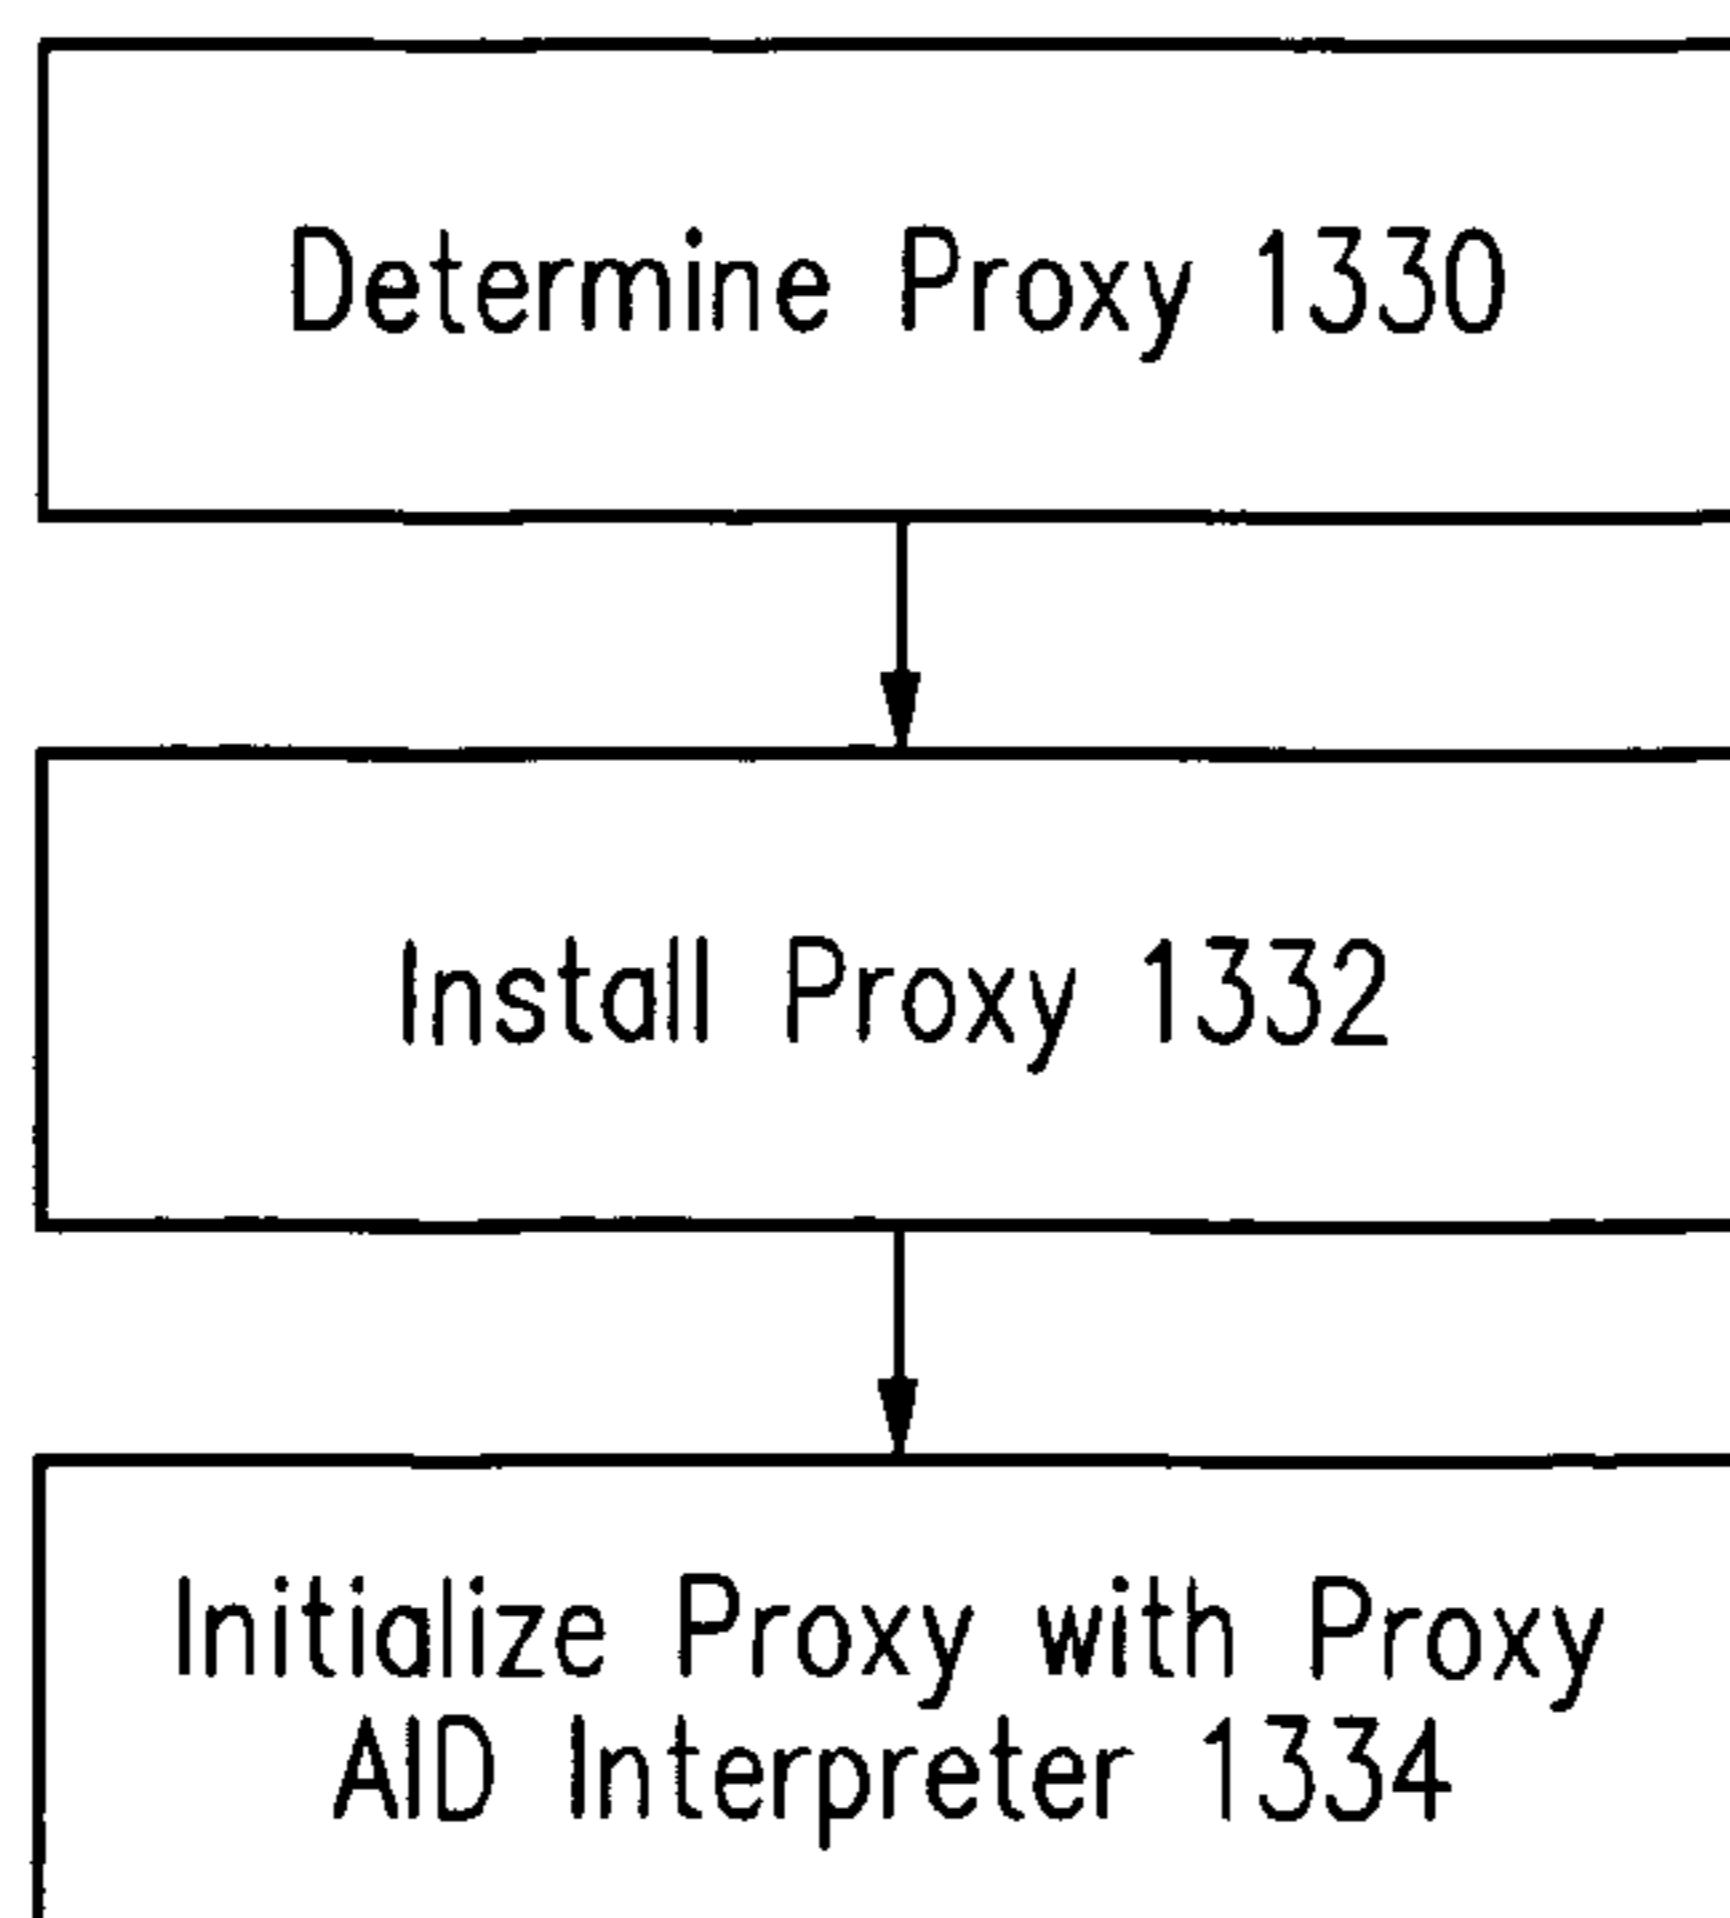 Determine Proxy 1330
Install Proxy 1332
Initialize Proxy with Proxy
AID Interpreter 1334